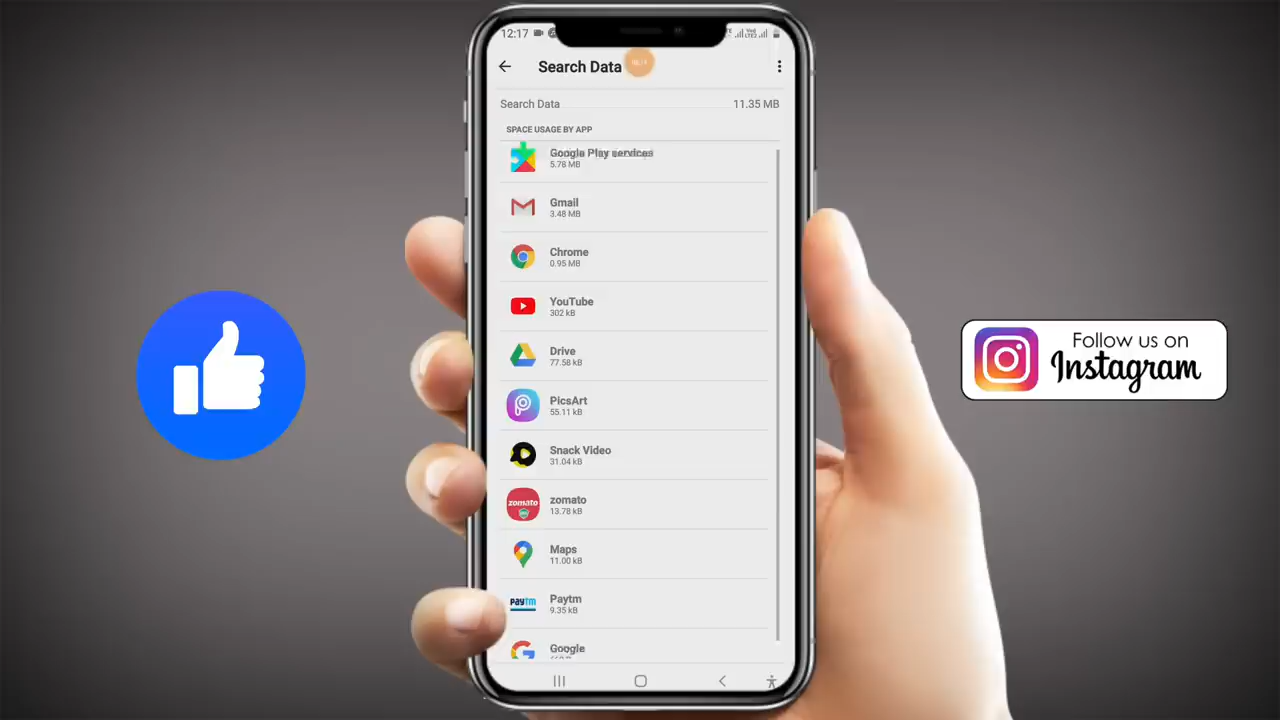 12:17
Search Data
Search Data 11.35 MB
SPACE USAGE BY APP
Google Play services
5.78 MB
Gmail
3.48 MB
Chrome
0.95 MB
YouTube
302 kB
Drive
77.58 kB
PicsArt
55.11 kB
Snack Video
31.04 kB
zomato
zomato
13.78 kB
Maps
11.00 kB
Paytm
paytm
9.35 kB
Google
Follow us on
Instagram